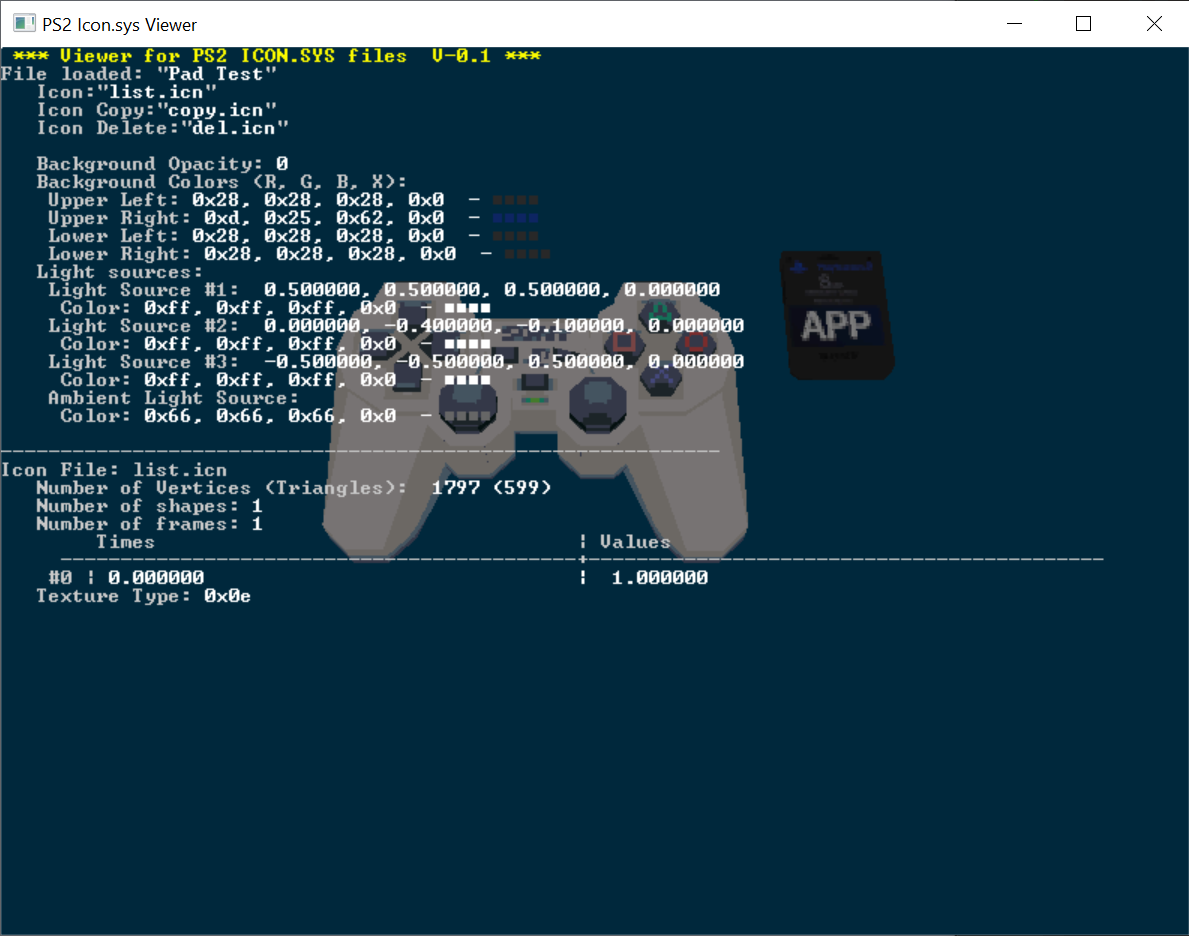 PS2 Icon.sys Viewer
*** Viewer for PS2 ICON.SYS files  V-0.1 ***
File loaded: "Pad Test"
Icon:"list.icn"
Icon Copy:"copy.icn"
Icon Delete:"del.icn"
Background Opacity: 0
Background Colors (R, G, B, X):
Upper Left: 0x28, 0x28, 0x28, 0x0  -
Upper Right: 0xd, 0x25, 0x62, 0x0  -
Lower Left: 0x28, 0x28, 0x28, 0x0  -
Lower Right: 0x28, 0x28, 0x28, 0x0  -
Light sources:
Light Source #1:  0.500000, 0.500000, 0.500000, 0.000000
Color: 0xff, 0xff, 0xff, 0x0  -
Light Source #2:  0.000000, -0.400000, -0.100000, 0.000000
Color: 0xff, 0xff, 0xff, 0x0  -
Light Source #3:  -0.500000, -0.500000, 0.500000, 0.000000
Color: 0xff, 0xff, 0xff, 0x0  -
Ambient Light Source:
Color: 0x66, 0x66, 0x66, 0x0  -
8
APP
Icon File: list.icn
Number of Vertices (Triangles):  1797 (599)
Number of shapes: 1
Number of frames: 1
Times ¦ Values
#0 ¦ 0.000000 ¦ 1.000000
Texture Type: 0x0e